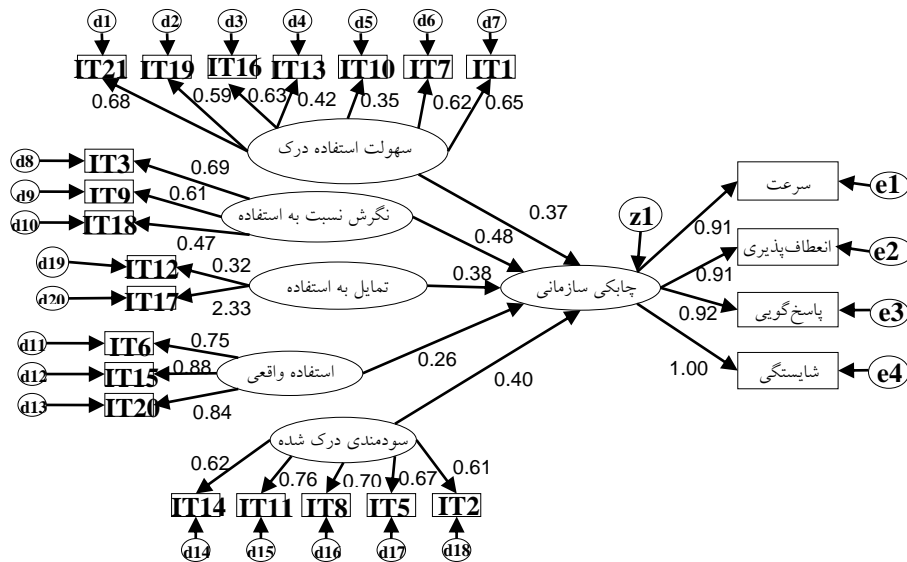 d1 d2 d3 d4 d5 d6 d7
IT21 IT19 IT16 IT13 IT10 IT7 IT1
0.68 0.59 0.63 0.42 0.35 0.62 0.65
سهولت استفاده درک
d8 IT3 0.69
d9 IT9 0.61
d10 IT18 0.47
نگرش نسبت به استفاده
d19 IT12 0.32
d20 IT17 2.33
تمایل به استفاده
d11 IT6 0.75
d12 IT15 0.88
d13 IT20 0.84
استفاده واقعی
سودمندی درک شده
0.62 0.76 0.70 0.67 0.61
IT14 IT11 IT8 IT5 IT2
d14 d15 d16 d17 d18
0.37
0.48
0.38
0.26
0.40
z1
چابکی سازمانی
0.91 سرعت e1
0.91 انعطاف‌پذیری e2
0.92 پاسخ‌گویی e3
1.00 شایستگی e4